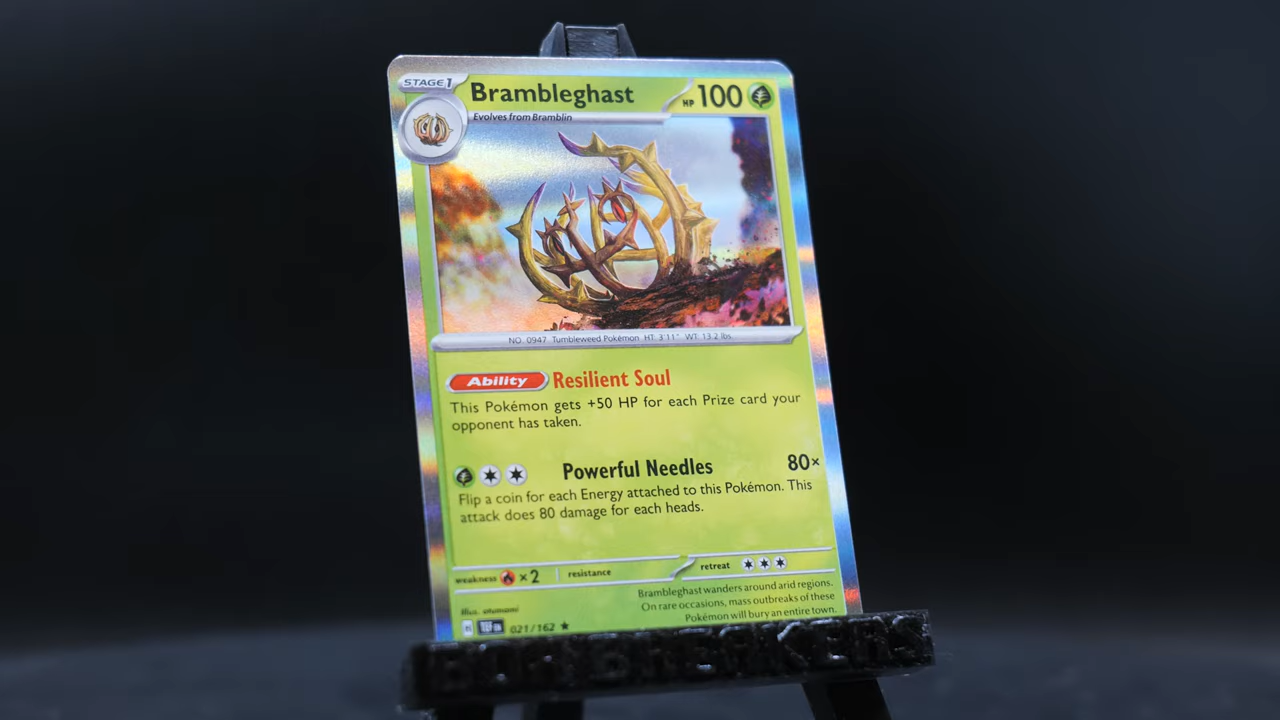 STAGE 1
Brambleghast
HP 100
Evolves from Bramblin
NO. 0947 Tumbleweed Pokémon HT: 3'11" WT: 13.2 lbs.
Ability Resilient Soul
This Pokémon gets +50 HP for each Prize card your
opponent has taken.
Powerful Needles 80×
Flip a coin for each Energy attached to this Pokémon. This
attack does 80 damage for each heads.
weakness ×2 resistance retreat
Brambleghast wanders around arid regions.
On rare occasions, mass outbreaks of these
Pokémon will bury an entire town.
Illus. otumami
021/162